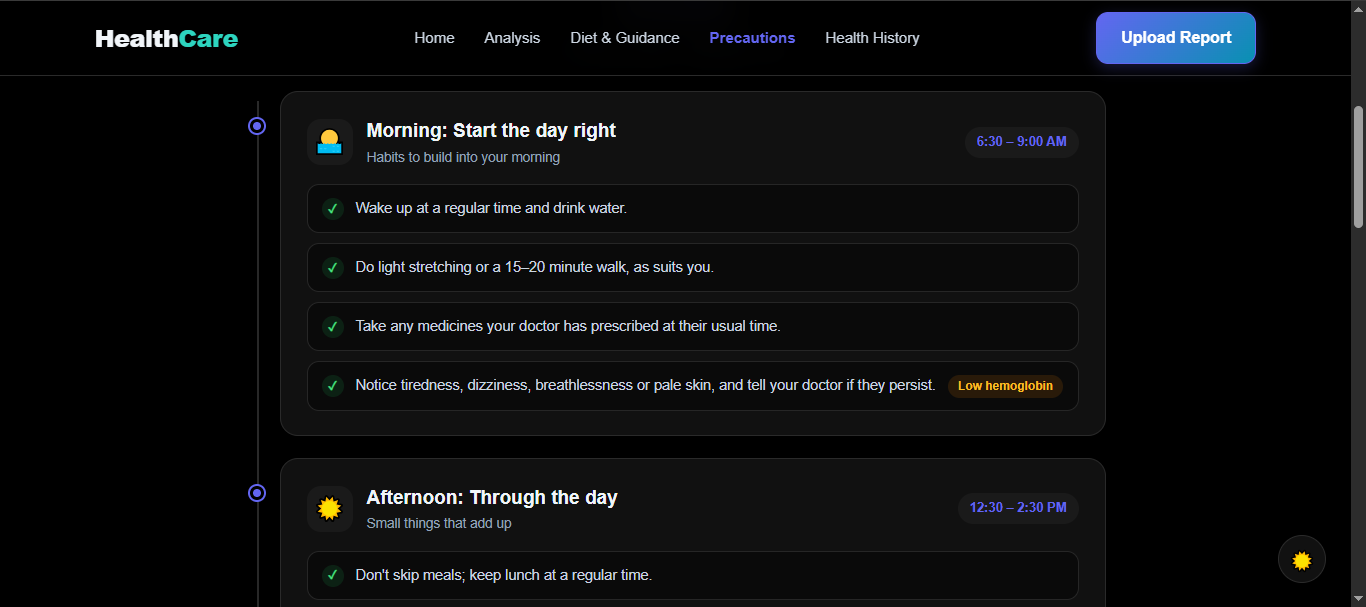 HealthCare
Home
Analysis
Diet & Guidance
Precautions
Health History
Upload Report
Morning: Start the day right
Habits to build into your morning
6:30 – 9:00 AM
Wake up at a regular time and drink water.
Do light stretching or a 15–20 minute walk, as suits you.
Take any medicines your doctor has prescribed at their usual time.
Notice tiredness, dizziness, breathlessness or pale skin, and tell your doctor if they persist.
Low hemoglobin
Afternoon: Through the day
Small things that add up
12:30 – 2:30 PM
Don't skip meals; keep lunch at a regular time.